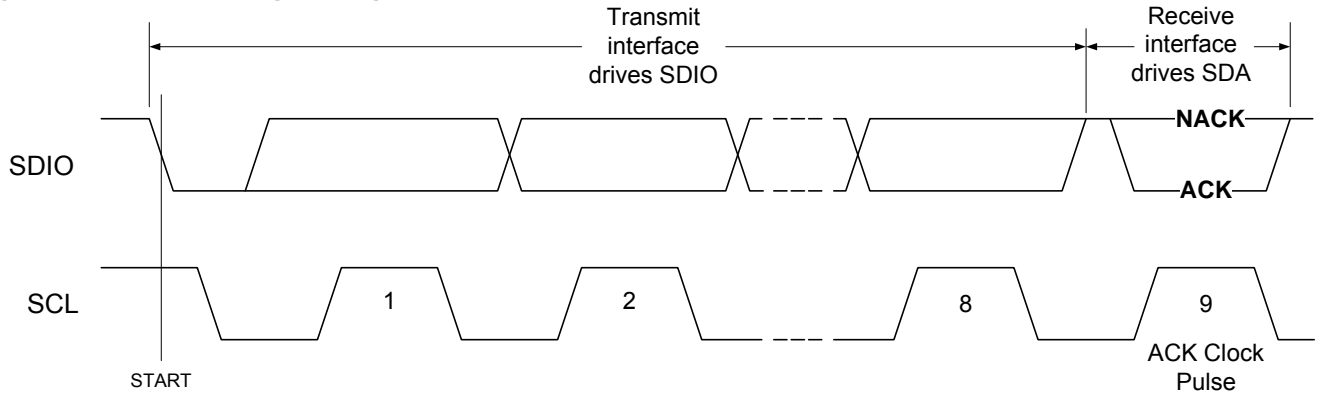 Transmit
interface
drives SDIO
Receive
interface
drives SDA
NACK
SDIO
ACK
SCL
1
2
8
9
ACK Clock
Pulse
START